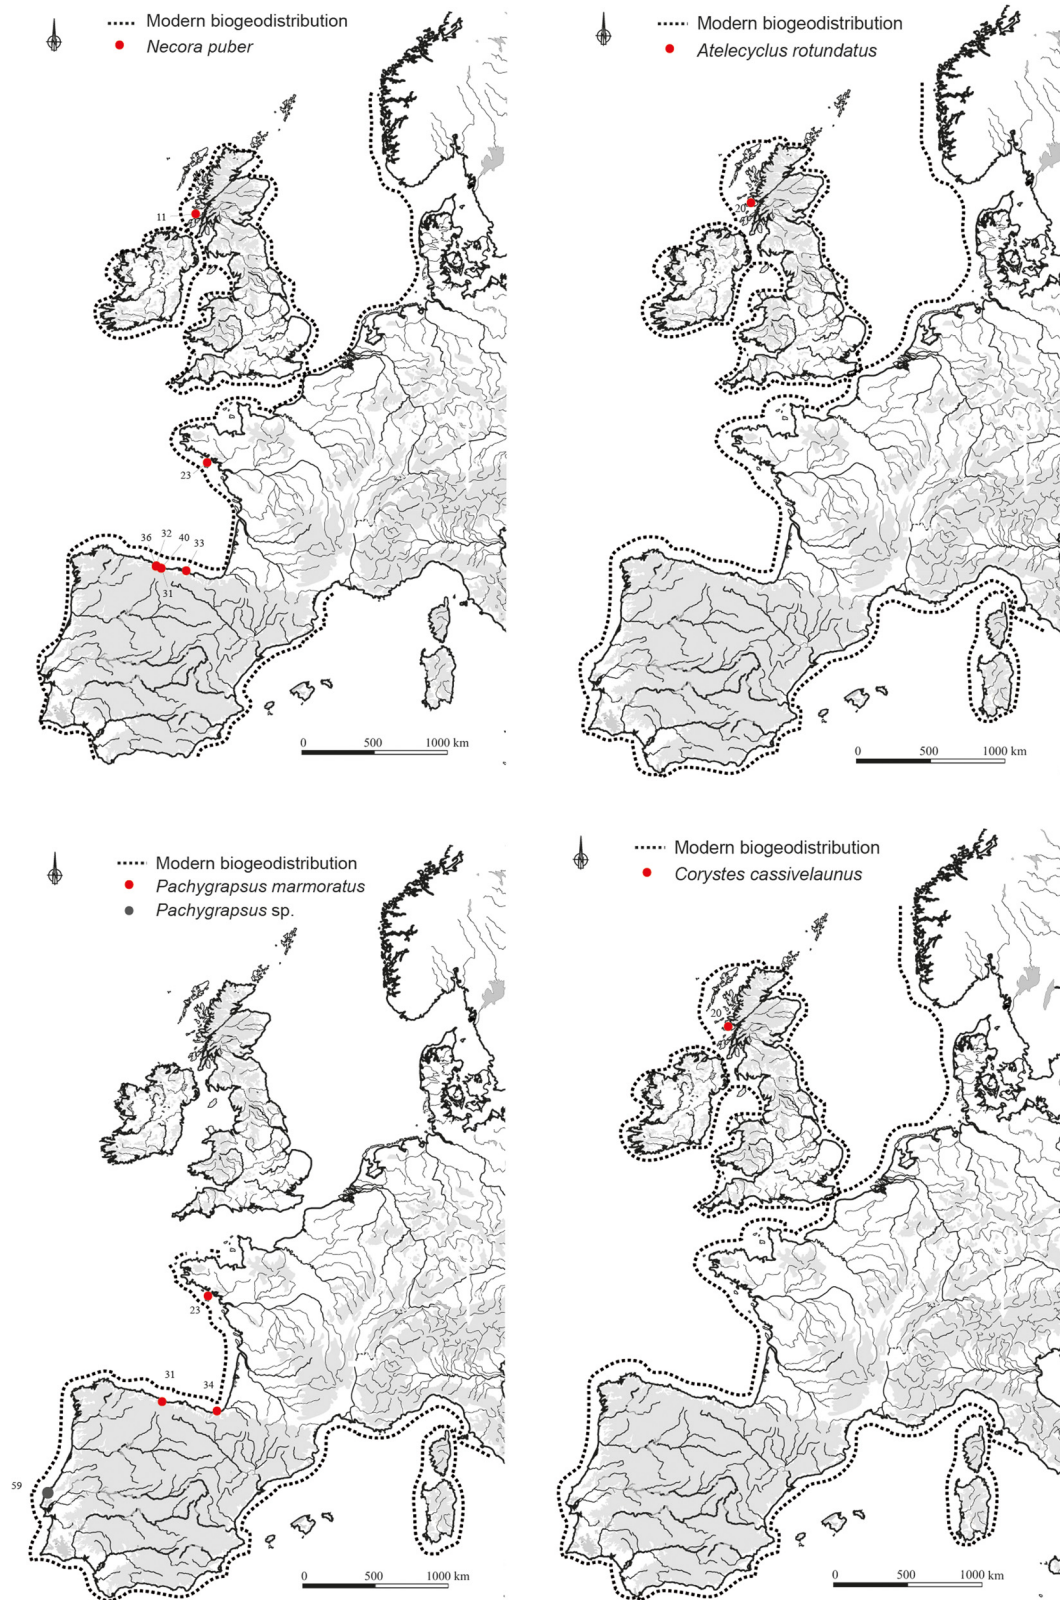 Modern biogeodistribution
Necora puber
11
23
36
32
40
33
31
0 500 1000 km
Modern biogeodistribution
Atelecyclus rotundatus
20
0 500 1000 km
Modern biogeodistribution
Pachygrapsus marmoratus
Pachygrapsus sp.
23
31
34
59
0 500 1000 km
Modern biogeodistribution
Corystes cassivelaunus
20
0 500 1000 km